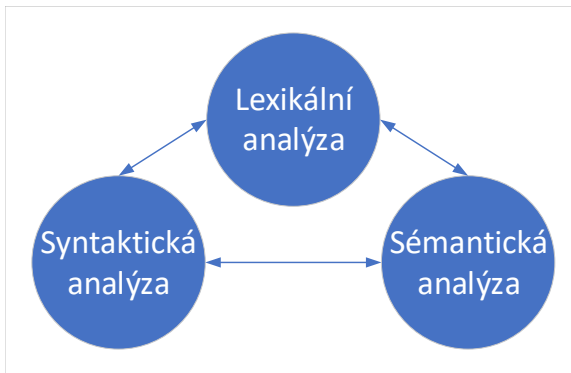 Lexikální
analýza
Syntaktická
analýza
Sémantická
analýza